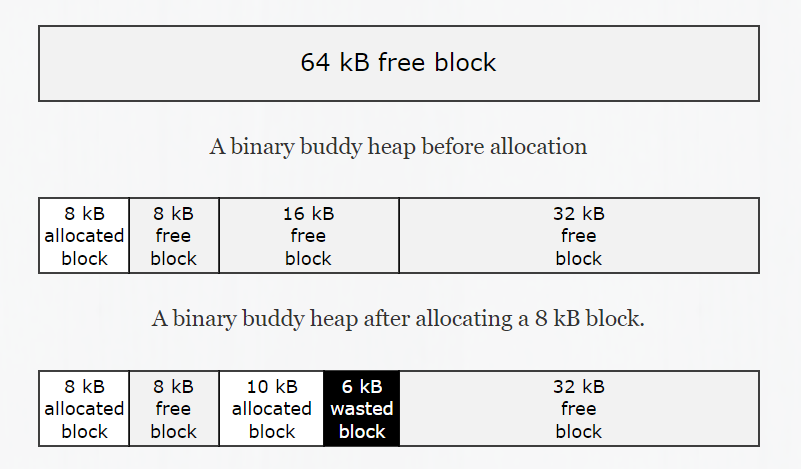 64 kB free block
A binary buddy heap before allocation
8 kB
allocated
block
8 kB
free
block
16 kB
free
block
32 kB
free
block
A binary buddy heap after allocating a 8 kB block.
8 kB
allocated
block
8 kB
free
block
10 kB
allocated
block
6 kB
wasted
block
32 kB
free
block